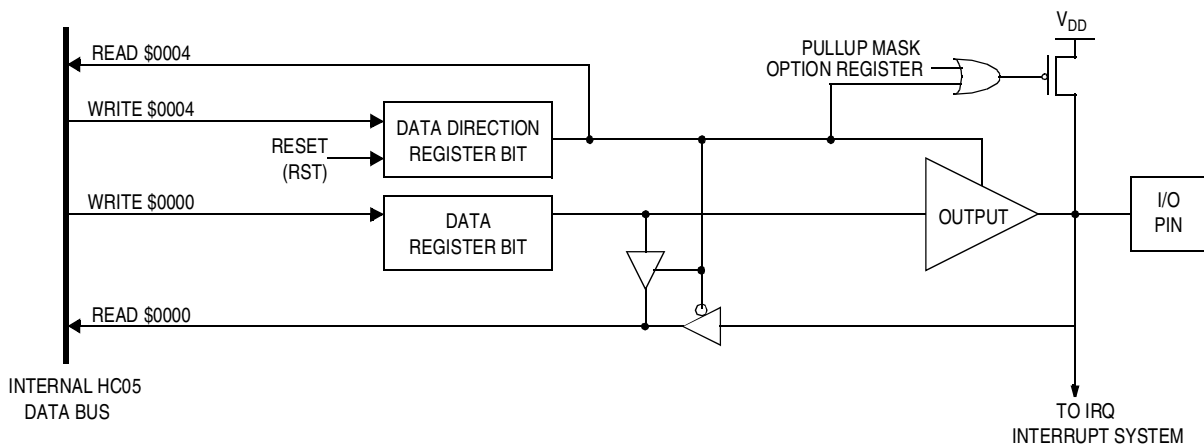 V_DD
READ $0004
PULLUP MASK
OPTION REGISTER
WRITE $0004
DATA DIRECTION
REGISTER BIT
RESET
(RST)
WRITE $0000
DATA
REGISTER BIT
OUTPUT
I/O
PIN
READ $0000
INTERNAL HC05
DATA BUS
TO IRQ
INTERRUPT SYSTEM